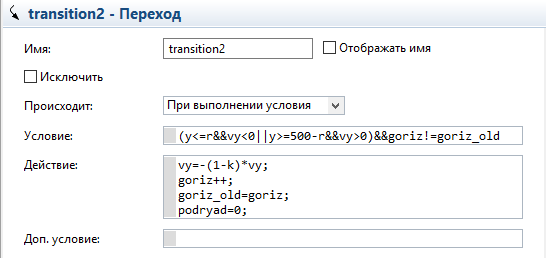 transition2 - Переход
Имя: transition2 Отображать имя
Исключить
Происходит: При выполнении условия
Условие: (y<=r&&vy<0||y>=500-r&&vy>0)&&goriz!=goriz_old
Действие: vy=-(1-k)*vy;
goriz++;
goriz_old=goriz;
podryad=0;
Доп. условие: